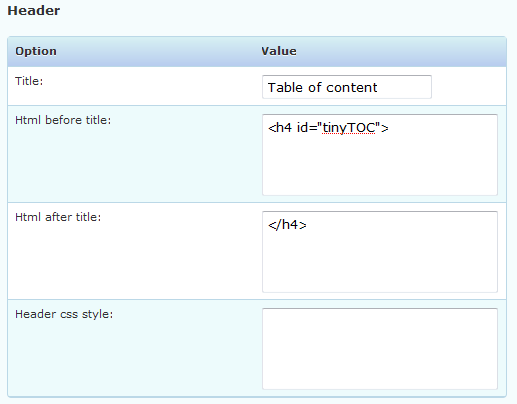 Header
Option Value
Title: Table of content
Html before title: <h4 id="tinyTOC">
Html after title: </h4>
Header css style: